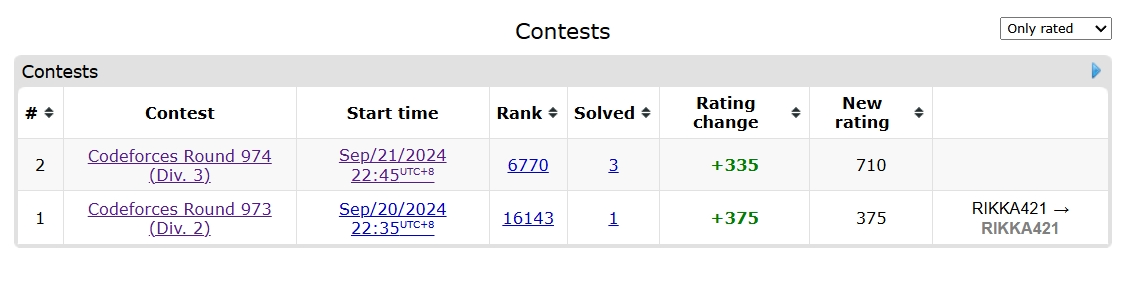 Contests
Only rated
Contests
# Contest Start time Rank Solved Rating change New rating
2 Codeforces Round 974 (Div. 3) Sep/21/2024 22:45 UTC+8 6770 3 +335 710
1 Codeforces Round 973 (Div. 2) Sep/20/2024 22:35 UTC+8 16143 1 +375 375 RIKKA421 → RIKKA421